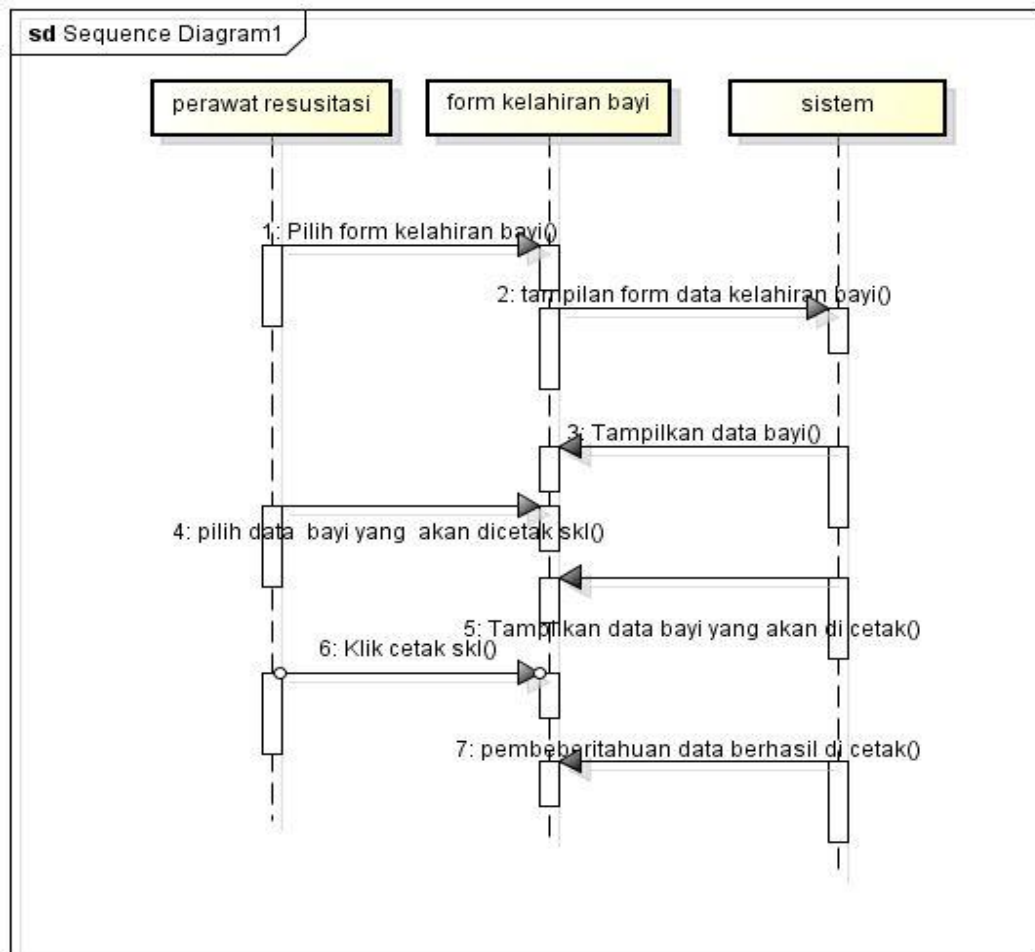 sd Sequence Diagram1
perawat resusitasi
form kelahiran bayi
sistem
1: Pilih form kelahiran bayi()
2: tampilan form data kelahiran bayi()
3: Tampilkan data bayi()
4: pilih data bayi yang akan dicetak skl()
5: Tampilkan data bayi yang akan di cetak()
6: Klik cetak skl()
7: pembeberitahuan data berhasil di cetak()